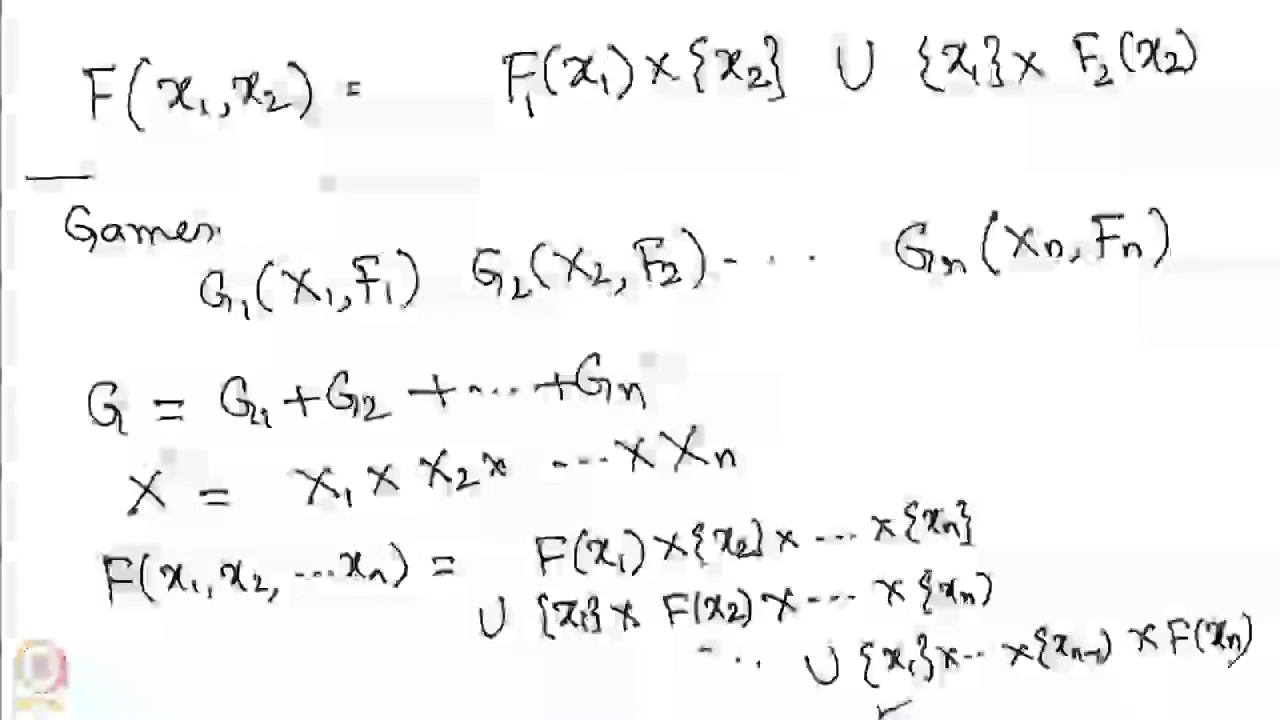 F(x₁,x₂) = F₁(x₁) × {x₂} ∪ {x₁} × F₂(x₂)
Games
G₁(X₁,F₁) G₂(X₂,F₂) - ... Gₙ(Xₙ,Fₙ)
G = G₁ + G₂ + .... + Gₙ
X = X₁ × X₂ × ... × Xₙ
F(x₁,x₂, ...xₙ) = F(x₁) × {x₂} × ... × {xₙ}
∪ {x₁} × F(x₂) × ... × {xₙ)
... ∪ {x₁} × .. × {xₙ₋₁) × F(xₙ)